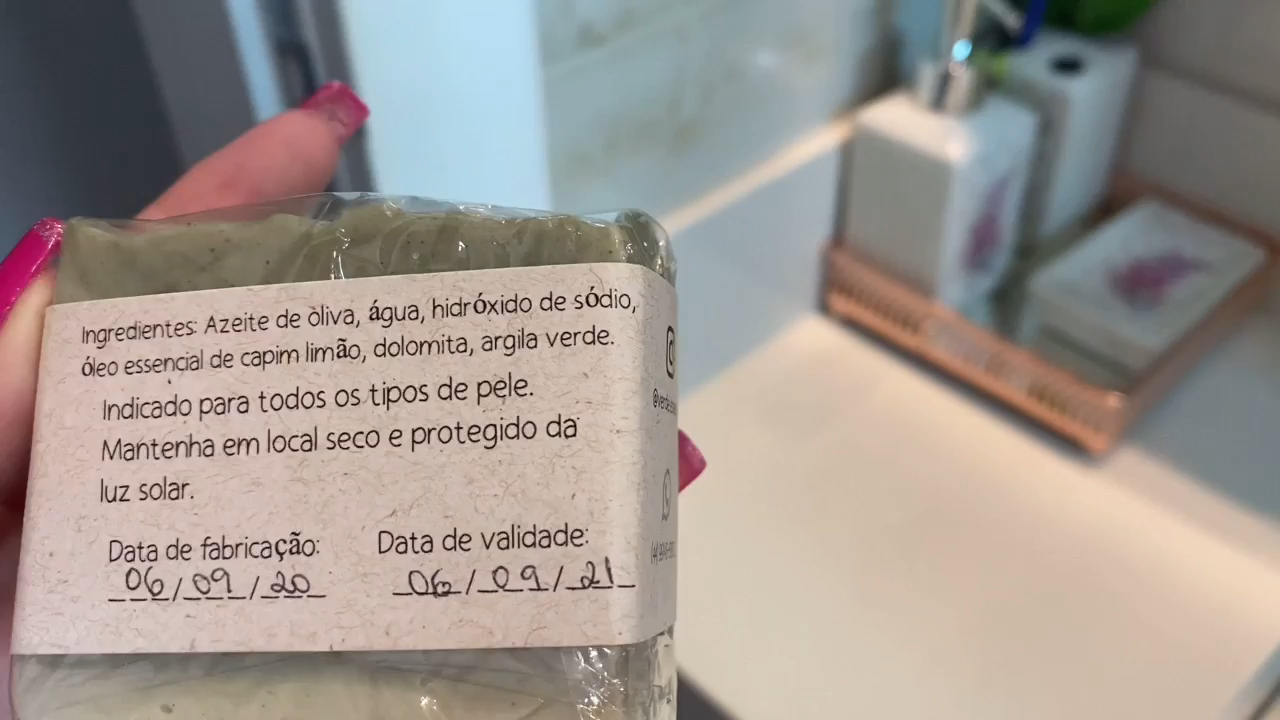 Ingredientes: Azeite de oliva, água, hidróxido de sódio,
óleo essencial de capim limão, dolomita, argila verde.
Indicado para todos os tipos de pele.
Mantenha em local seco e protegido da
luz solar.
Data de fabricação: Data de validade:
06/09/20 06/09/21